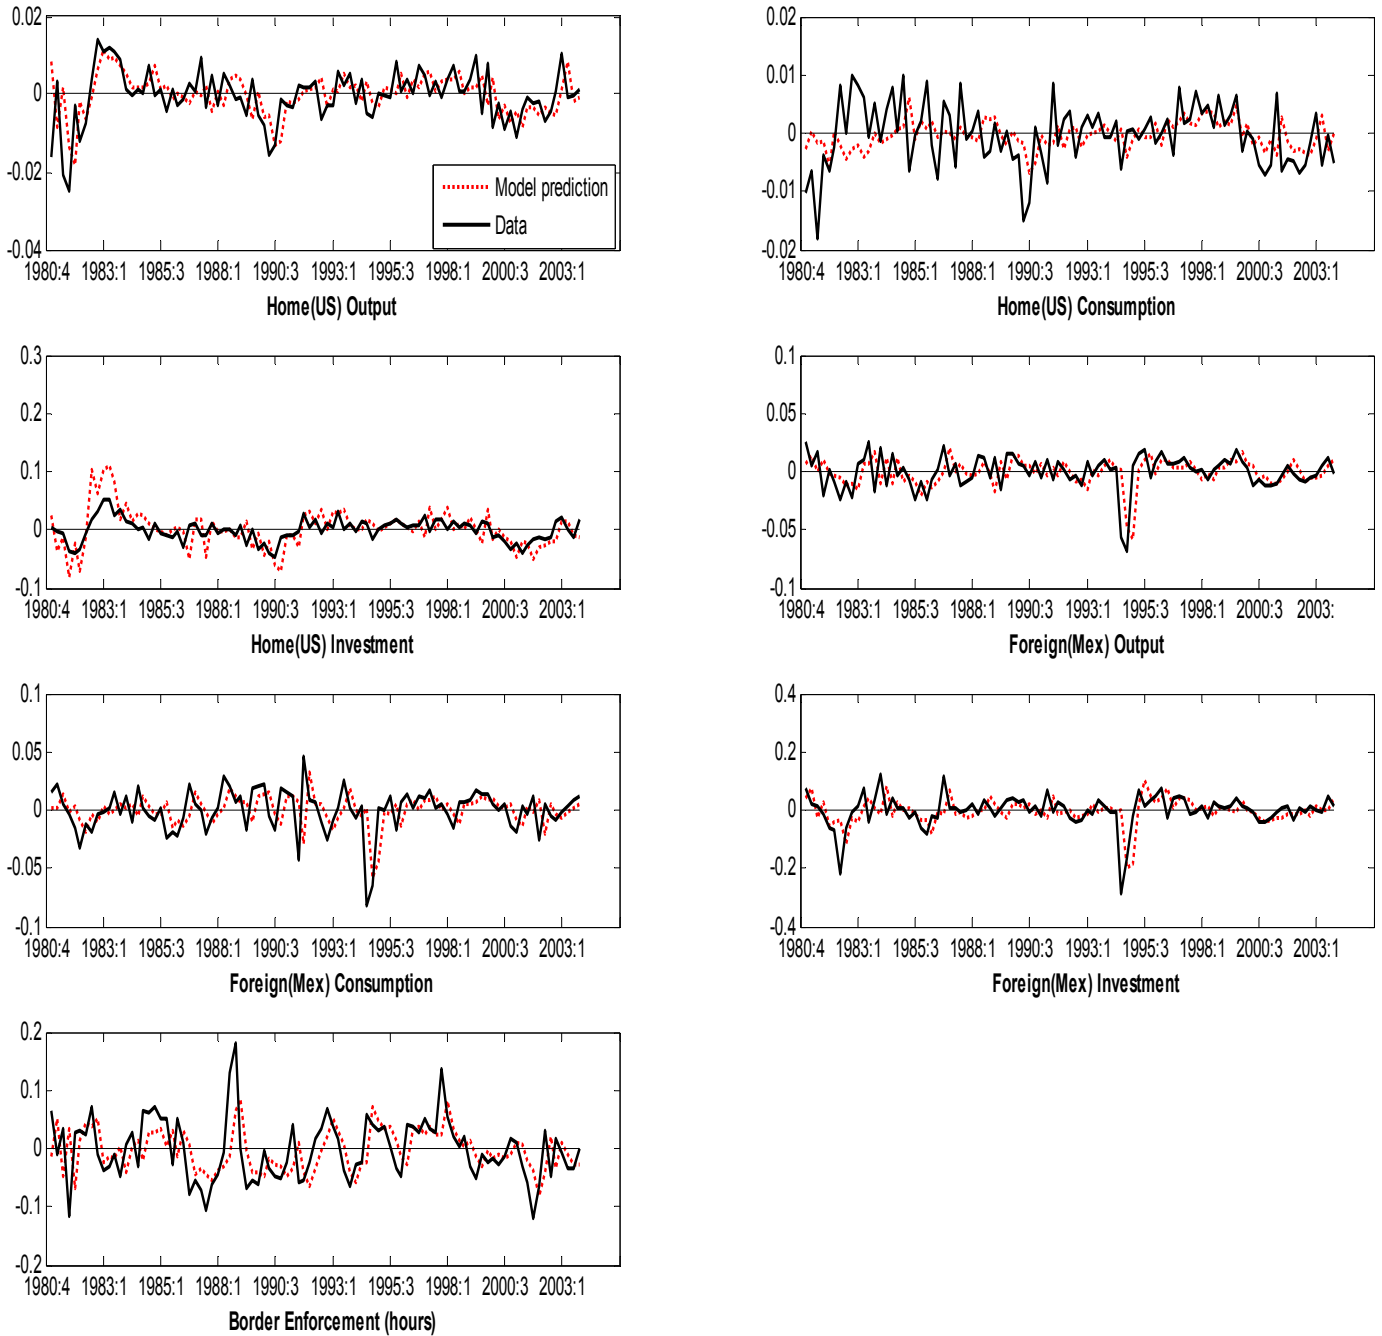 0.02
0
-0.02
-0.04
Model prediction
Data
1980:4 1983:1 1985:3 1988:1 1990:3 1993:1 1995:3 1998:1 2000:3 2003:1
Home(US) Output
0.02
0.01
0
-0.01
-0.02
1980:4 1983:1 1985:1 1988:3 1990:3 1993:1 1995:3 1998:1 2000:3 2003:1
Home(US) Consumption
0.3
0.2
0.1
0
-0.1
1980:4 1983:1 1985:3 1988:1 1990:3 1993:1 1995:3 1998:1 2000:3 2003:1
Home(US) Investment
0.1
0.05
0
-0.05
-0.1
1980:4 1983:1 1985:3 1988:1 1990:3 1993:1 1995:3 1998:1 2000:3 2003:
Foreign(Mex) Output
0.1
0.05
0
-0.05
-0.1
1980:4 1983:1 1985:3 1988:1 1990:3 1993:1 1995:3 1998:1 2000:3 2003:1
Foreign(Mex) Consumption
0.4
0.2
0
-0.2
-0.4
1980:4 1983:1 1985:3 1988:1 1990:3 1993:1 1995:3 1998:1 2000:3 2003:1
Foreign(Mex) Investment
0.2
0.1
0
-0.1
-0.2
1980:4 1983:1 1985:3 1988:1 1990:3 1993:1 1995:3 1998:1 2000:3 2003:1
Border Enforcement (hours)